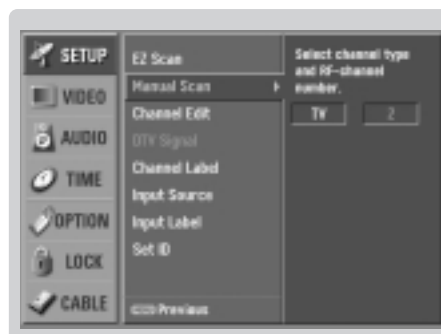 SETUP
VIDEO
AUDIO
TIME
OPTION
LOCK
CABLE
EZ Scan
Manual Scan
Channel Edit
DTV Signal
Channel Label
Input Source
Input Label
Set ID
Previous
Select channel type
and RF-channel
number.
TV
2